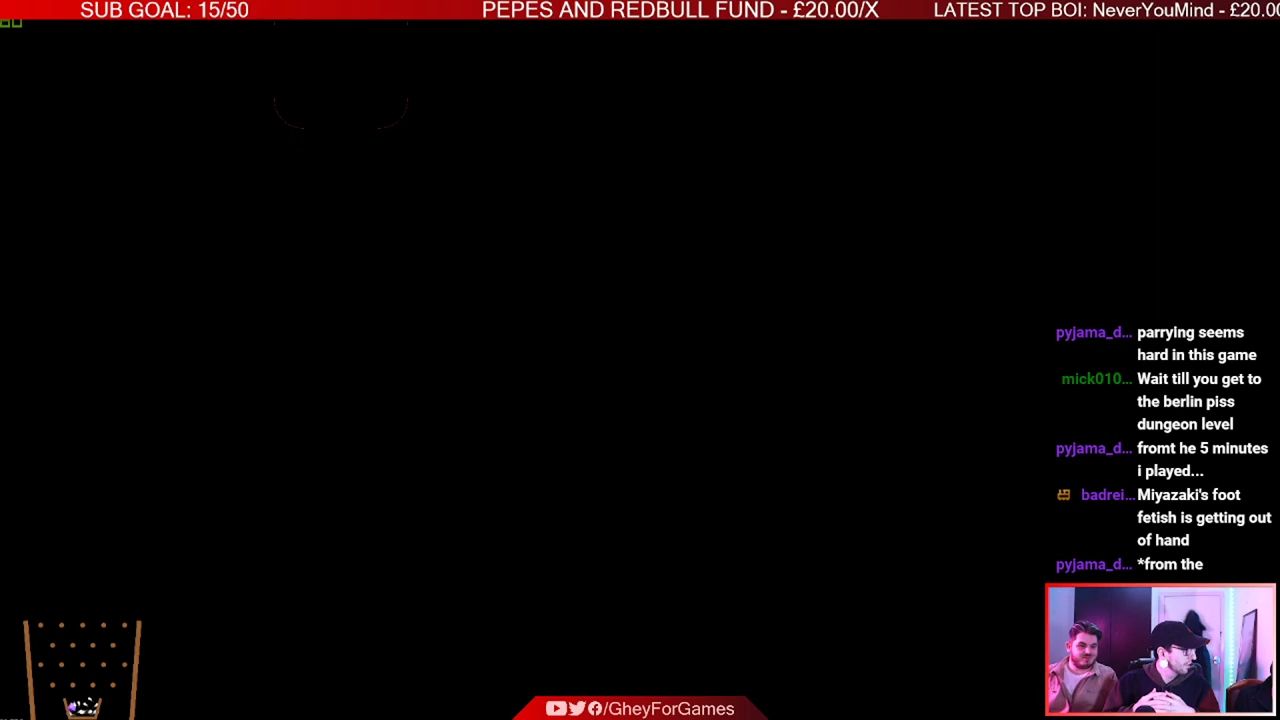 SUB GOAL: 15/50
PEPES AND REDBULL FUND - £20.00/X
LATEST TOP BOI: NeverYouMind - £20.00
pyjama_d... parrying seems
hard in this game
mick010... Wait till you get to
the berlin piss
dungeon level
pyjama_d... fromt he 5 minutes
i played...
badrei... Miyazaki's foot
fetish is getting out
of hand
pyjama_d... *from the
/GheyForGames